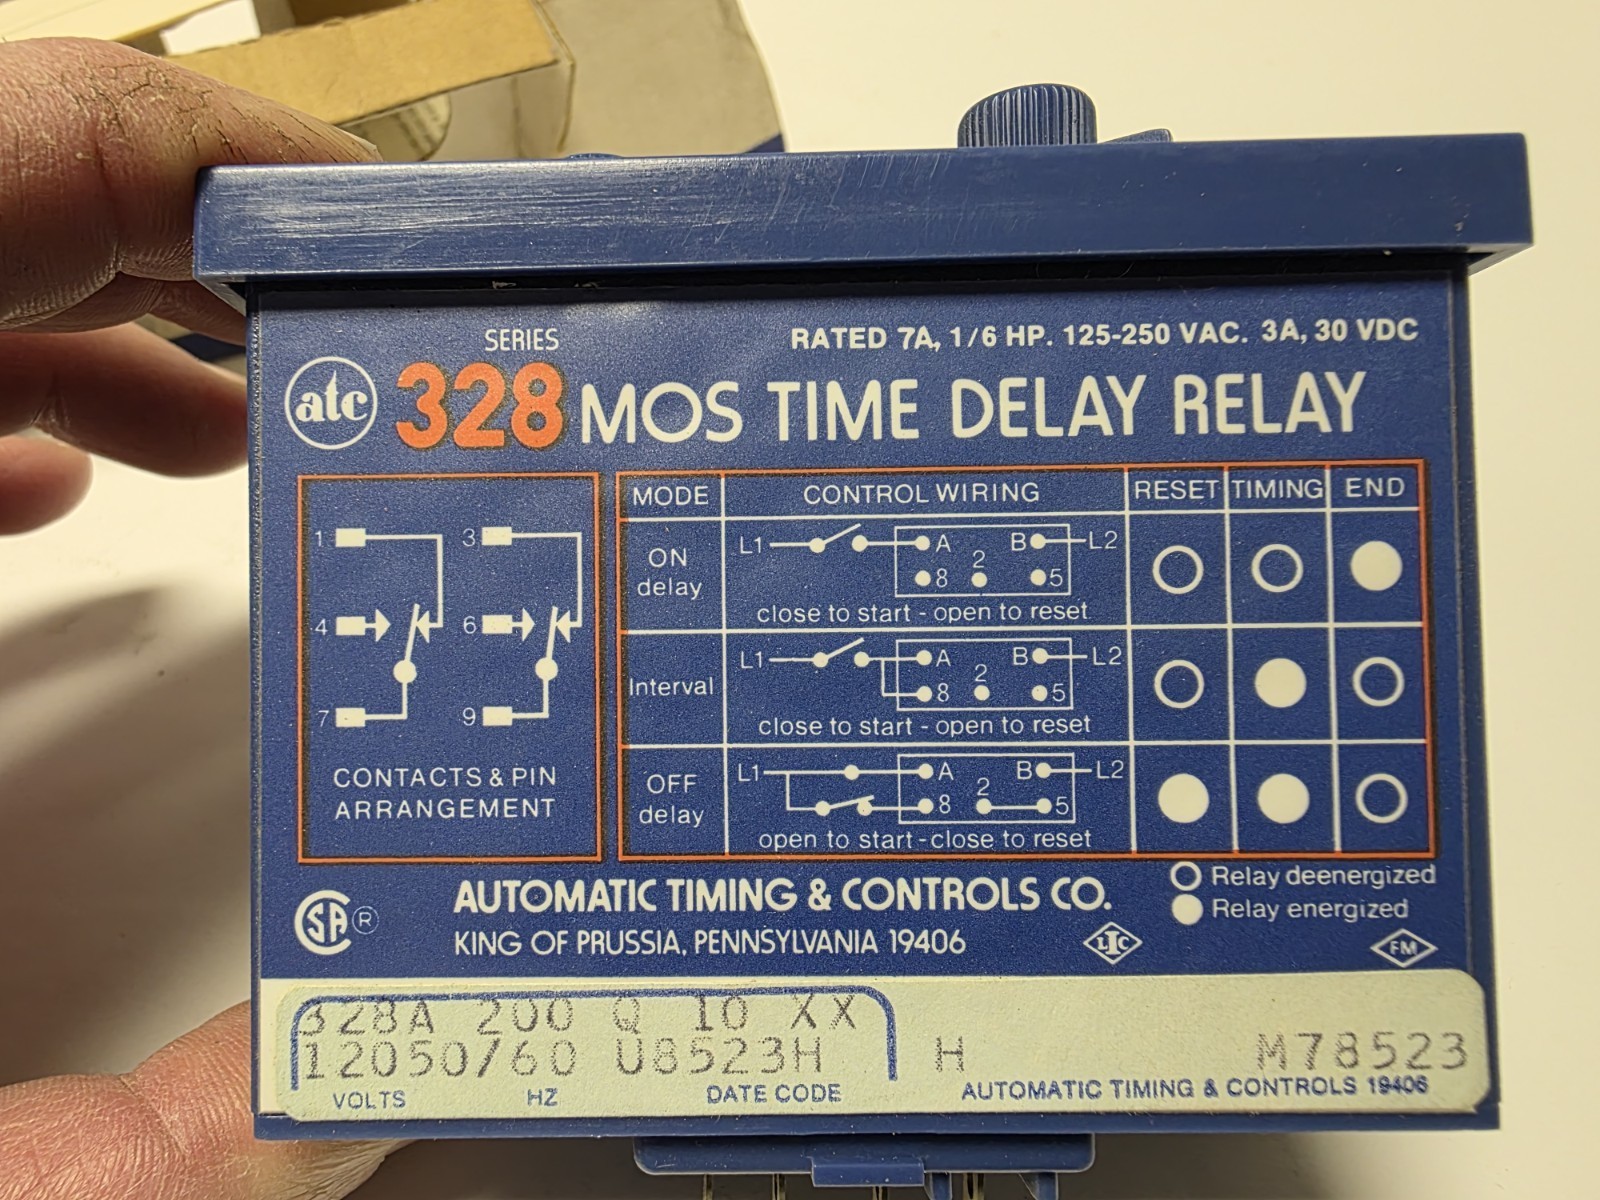 SERIES
RATED 7A, 1/6 HP. 125-250 VAC. 3A, 30 VDC
atc 328 MOS TIME DELAY RELAY
1 3
4 6
7 9
CONTACTS & PIN
ARRANGEMENT
MODE CONTROL WIRING RESET TIMING END
ON
delay
L1 A B L2
8 2 5
close to start - open to reset
Interval
L1 A B L2
8 2 5
close to start - open to reset
OFF
delay
L1 A B L2
8 2 5
open to start - close to reset
Relay deenergized
Relay energized
SA ®
AUTOMATIC TIMING & CONTROLS CO.
KING OF PRUSSIA, PENNSYLVANIA 19406
LIC
FM
328A 200 Q 10 XX
12050/60 U8523H H M78523
VOLTS HZ DATE CODE AUTOMATIC TIMING & CONTROLS 19406